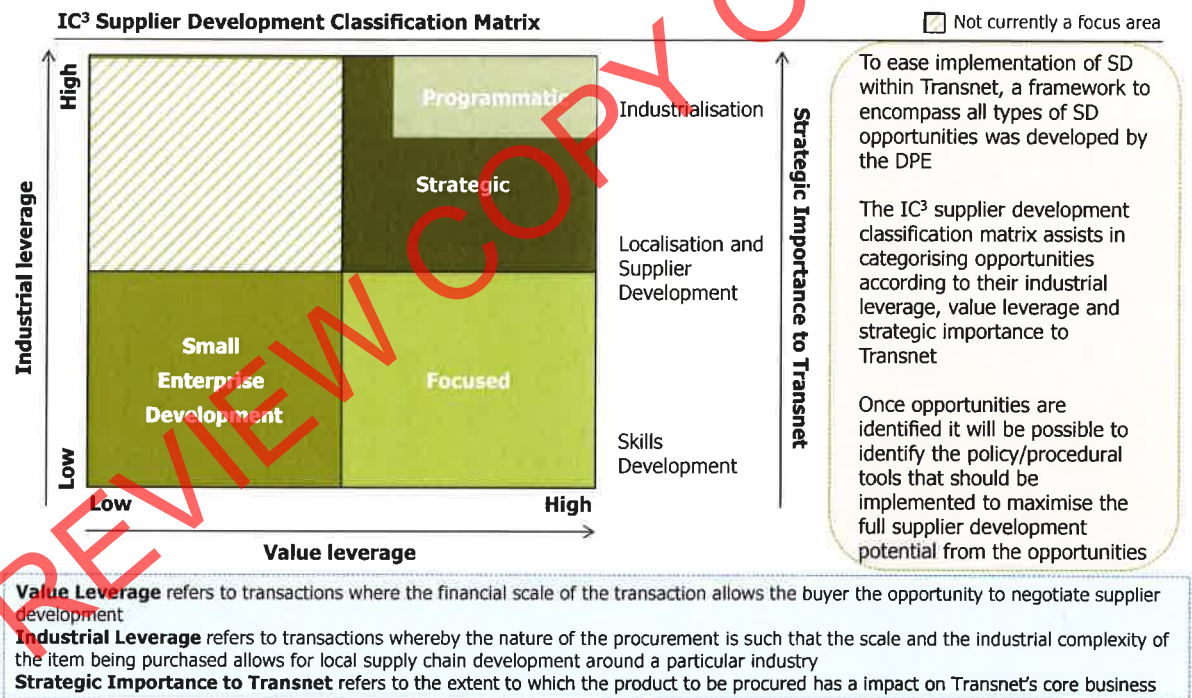 IC³ Supplier Development Classification Matrix
Not currently a focus area
High
Programmatic
Industrialisation
Strategic
Localisation and
Supplier
Development
Small
Enterprise
Development
Focused
Skills
Development
Low
Low
High
Industrial leverage
Value leverage
Strategic Importance to Transnet
To ease implementation of SD
within Transnet, a framework to
encompass all types of SD
opportunities was developed by
the DPE
The IC³ supplier development
classification matrix assists in
categorising opportunities
according to their industrial
leverage, value leverage and
strategic importance to
Transnet
Once opportunities are
identified it will be possible to
identify the policy/procedural
tools that should be
implemented to maximise the
full supplier development
potential from the opportunities
Value Leverage refers to transactions where the financial scale of the transaction allows the buyer the opportunity to negotiate supplier
development
Industrial Leverage refers to transactions whereby the nature of the procurement is such that the scale and the industrial complexity of
the item being purchased allows for local supply chain development around a particular industry
Strategic Importance to Transnet refers to the extent to which the product to be procured has a impact on Transnet's core business
REVIEW COPY